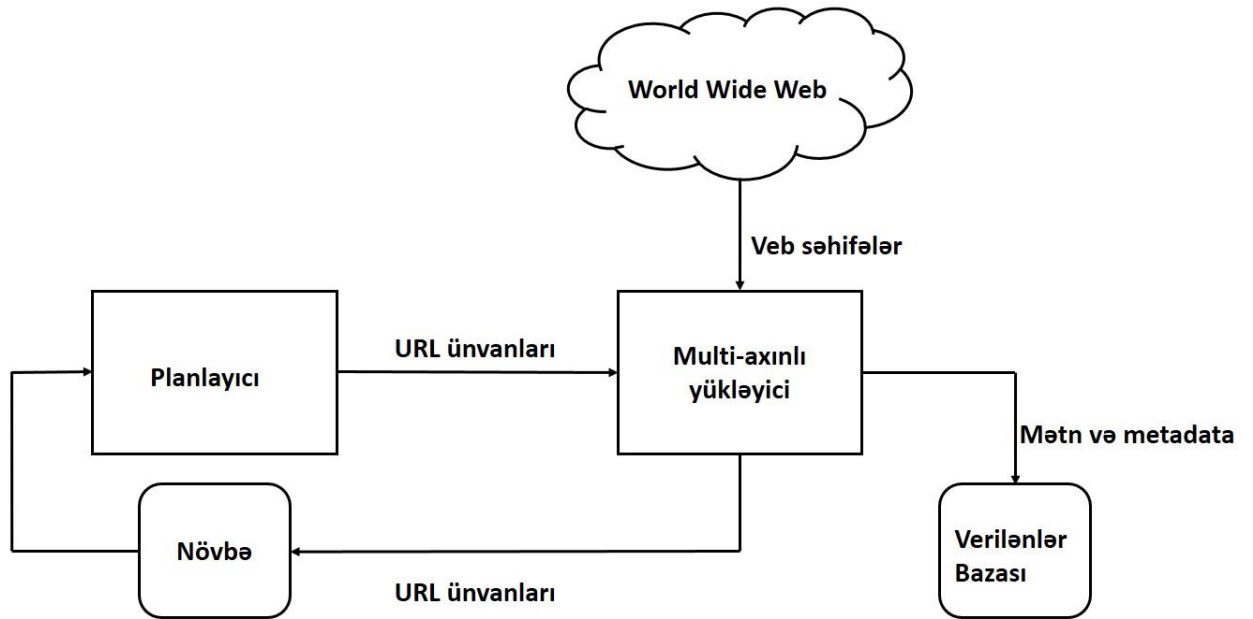 World Wide Web
Veb səhifələr
URL ünvanları
Planlayıcı
Multi-axınlı
yükləyici
Mətn və metadata
Növbə
Verilənlər
Bazası
URL ünvanları